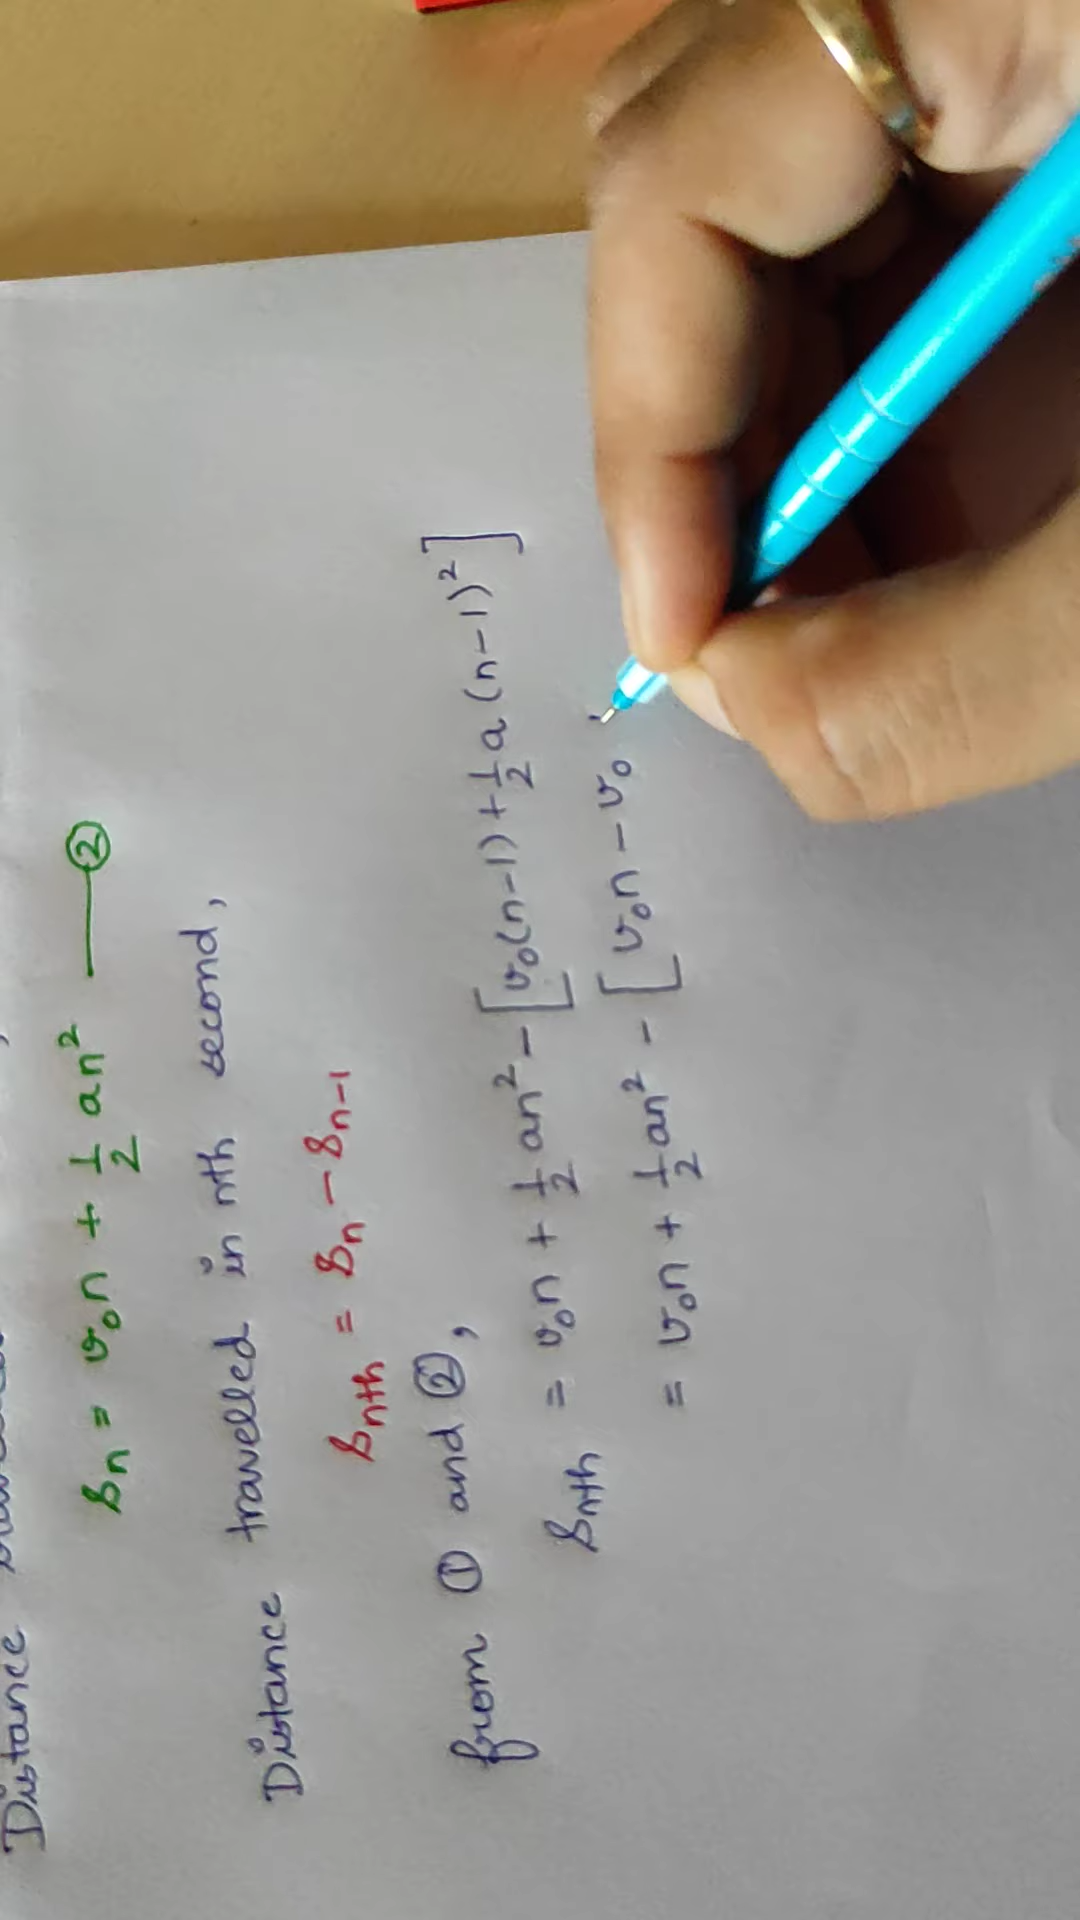 Distance
sₙ = v₀n + 1/2 an² —— ②
Distance travelled in nth second,
sₙₜₕ = sₙ – sₙ₋₁
from ① and ②,
sₙₜₕ = v₀n + 1/2 an² – [v₀(n–1) + 1/2 a(n–1)²]
= v₀n + 1/2 an² – [v₀n – v₀